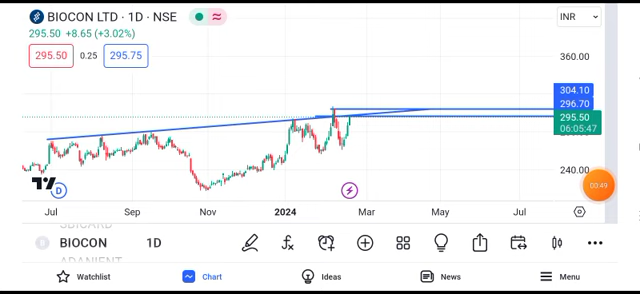 BIOCON LTD · 1D · NSE
INR
295.50 +8.65 (+3.02%)
295.50 0.25 295.75
360.00
304.10
296.70
295.50
06:05:47
240.00
00:49
D
Jul Sep Nov 2024 Mar May Jul
SBICARD
B BIOCON 1D
ADANIENT
Watchlist Chart Ideas News Menu